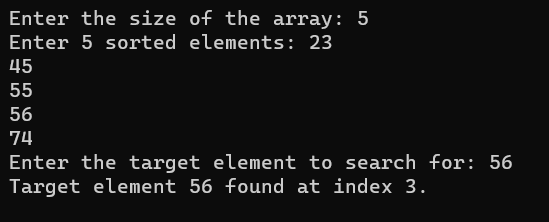 Enter the size of the array: 5
Enter 5 sorted elements: 23
45
55
56
74
Enter the target element to search for: 56
Target element 56 found at index 3.